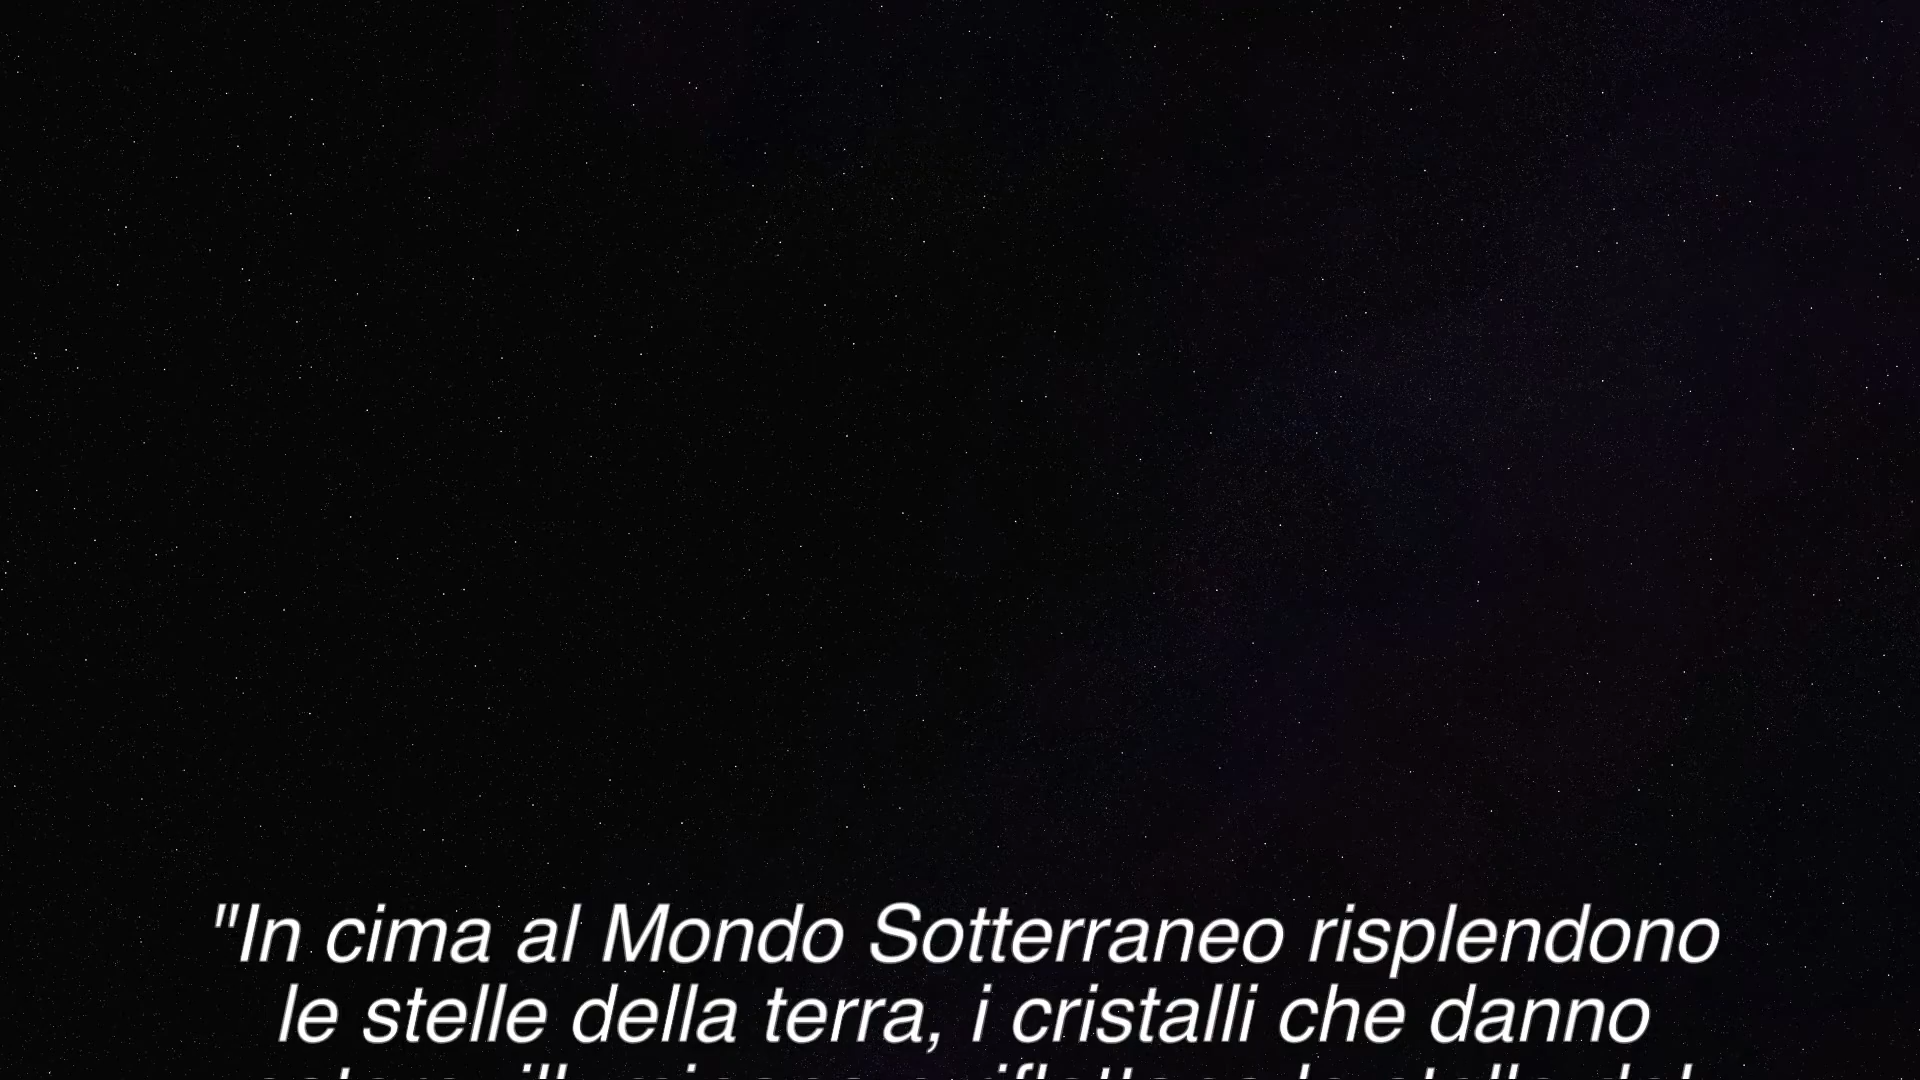 "In cima al Mondo Sotterraneo risplendono
le stelle della terra, i cristalli che danno